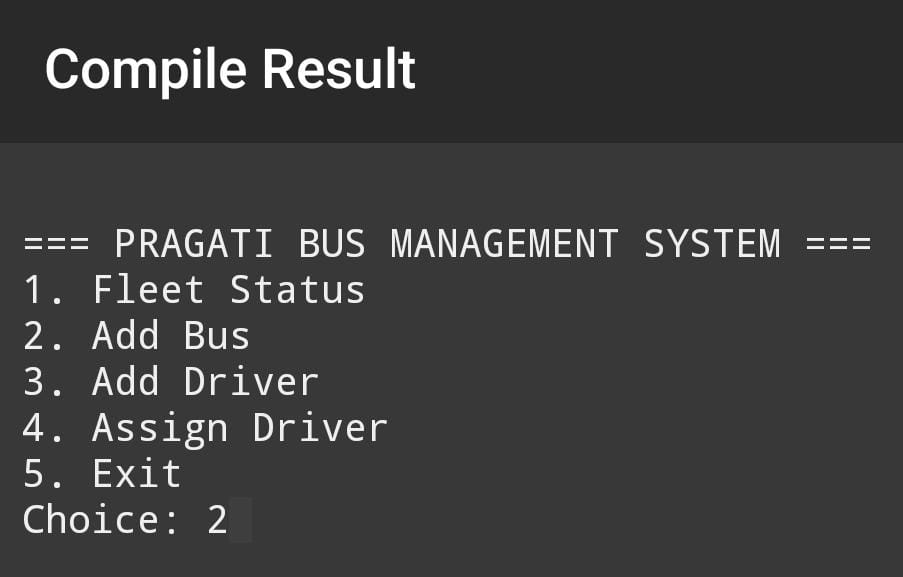 Compile Result
=== PRAGATI BUS MANAGEMENT SYSTEM ===
1. Fleet Status
2. Add Bus
3. Add Driver
4. Assign Driver
5. Exit
Choice: 2